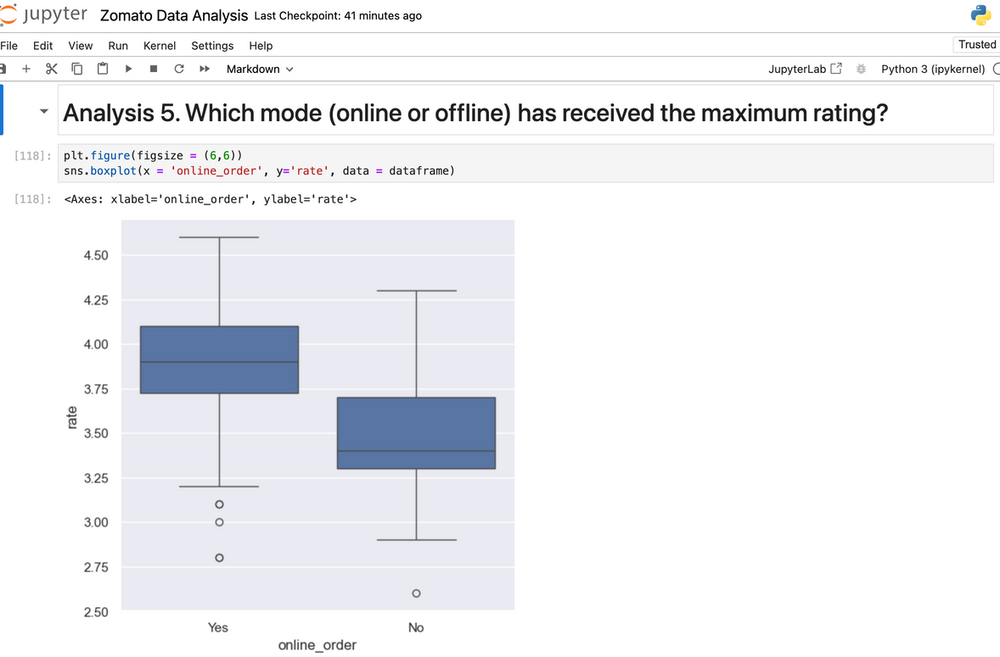 jupyter Zomato Data Analysis Last Checkpoint: 41 minutes ago
File Edit View Run Kernel Settings Help Trusted
Markdown JupyterLab Python 3 (ipykernel)
Analysis 5. Which mode (online or offline) has received the maximum rating?
[118]: plt.figure(figsize = (6,6))
sns.boxplot(x = 'online_order', y='rate', data = dataframe)
[118]: <Axes: xlabel='online_order', ylabel='rate'>
4.50
4.25
4.00
3.75
rate
3.50
3.25
3.00
2.75
2.50
Yes No
online_order